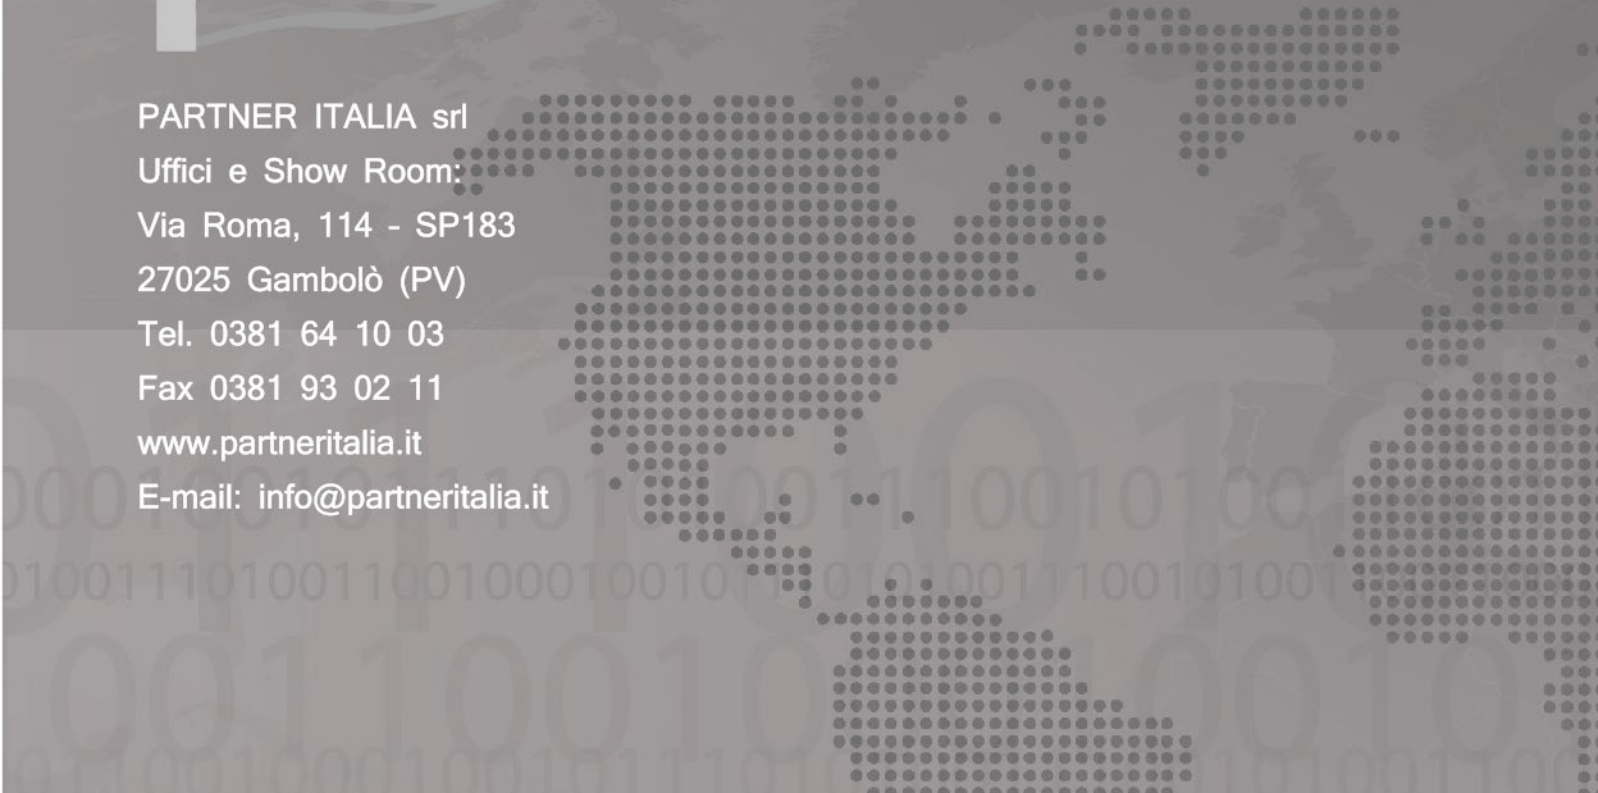 PARTNER ITALIA srl
Uffici e Show Room:
Via Roma, 114 - SP183
27025 Gambolò (PV)
Tel. 0381 64 10 03
Fax 0381 93 02 11
www.partneritalia.it
E-mail: info@partneritalia.it